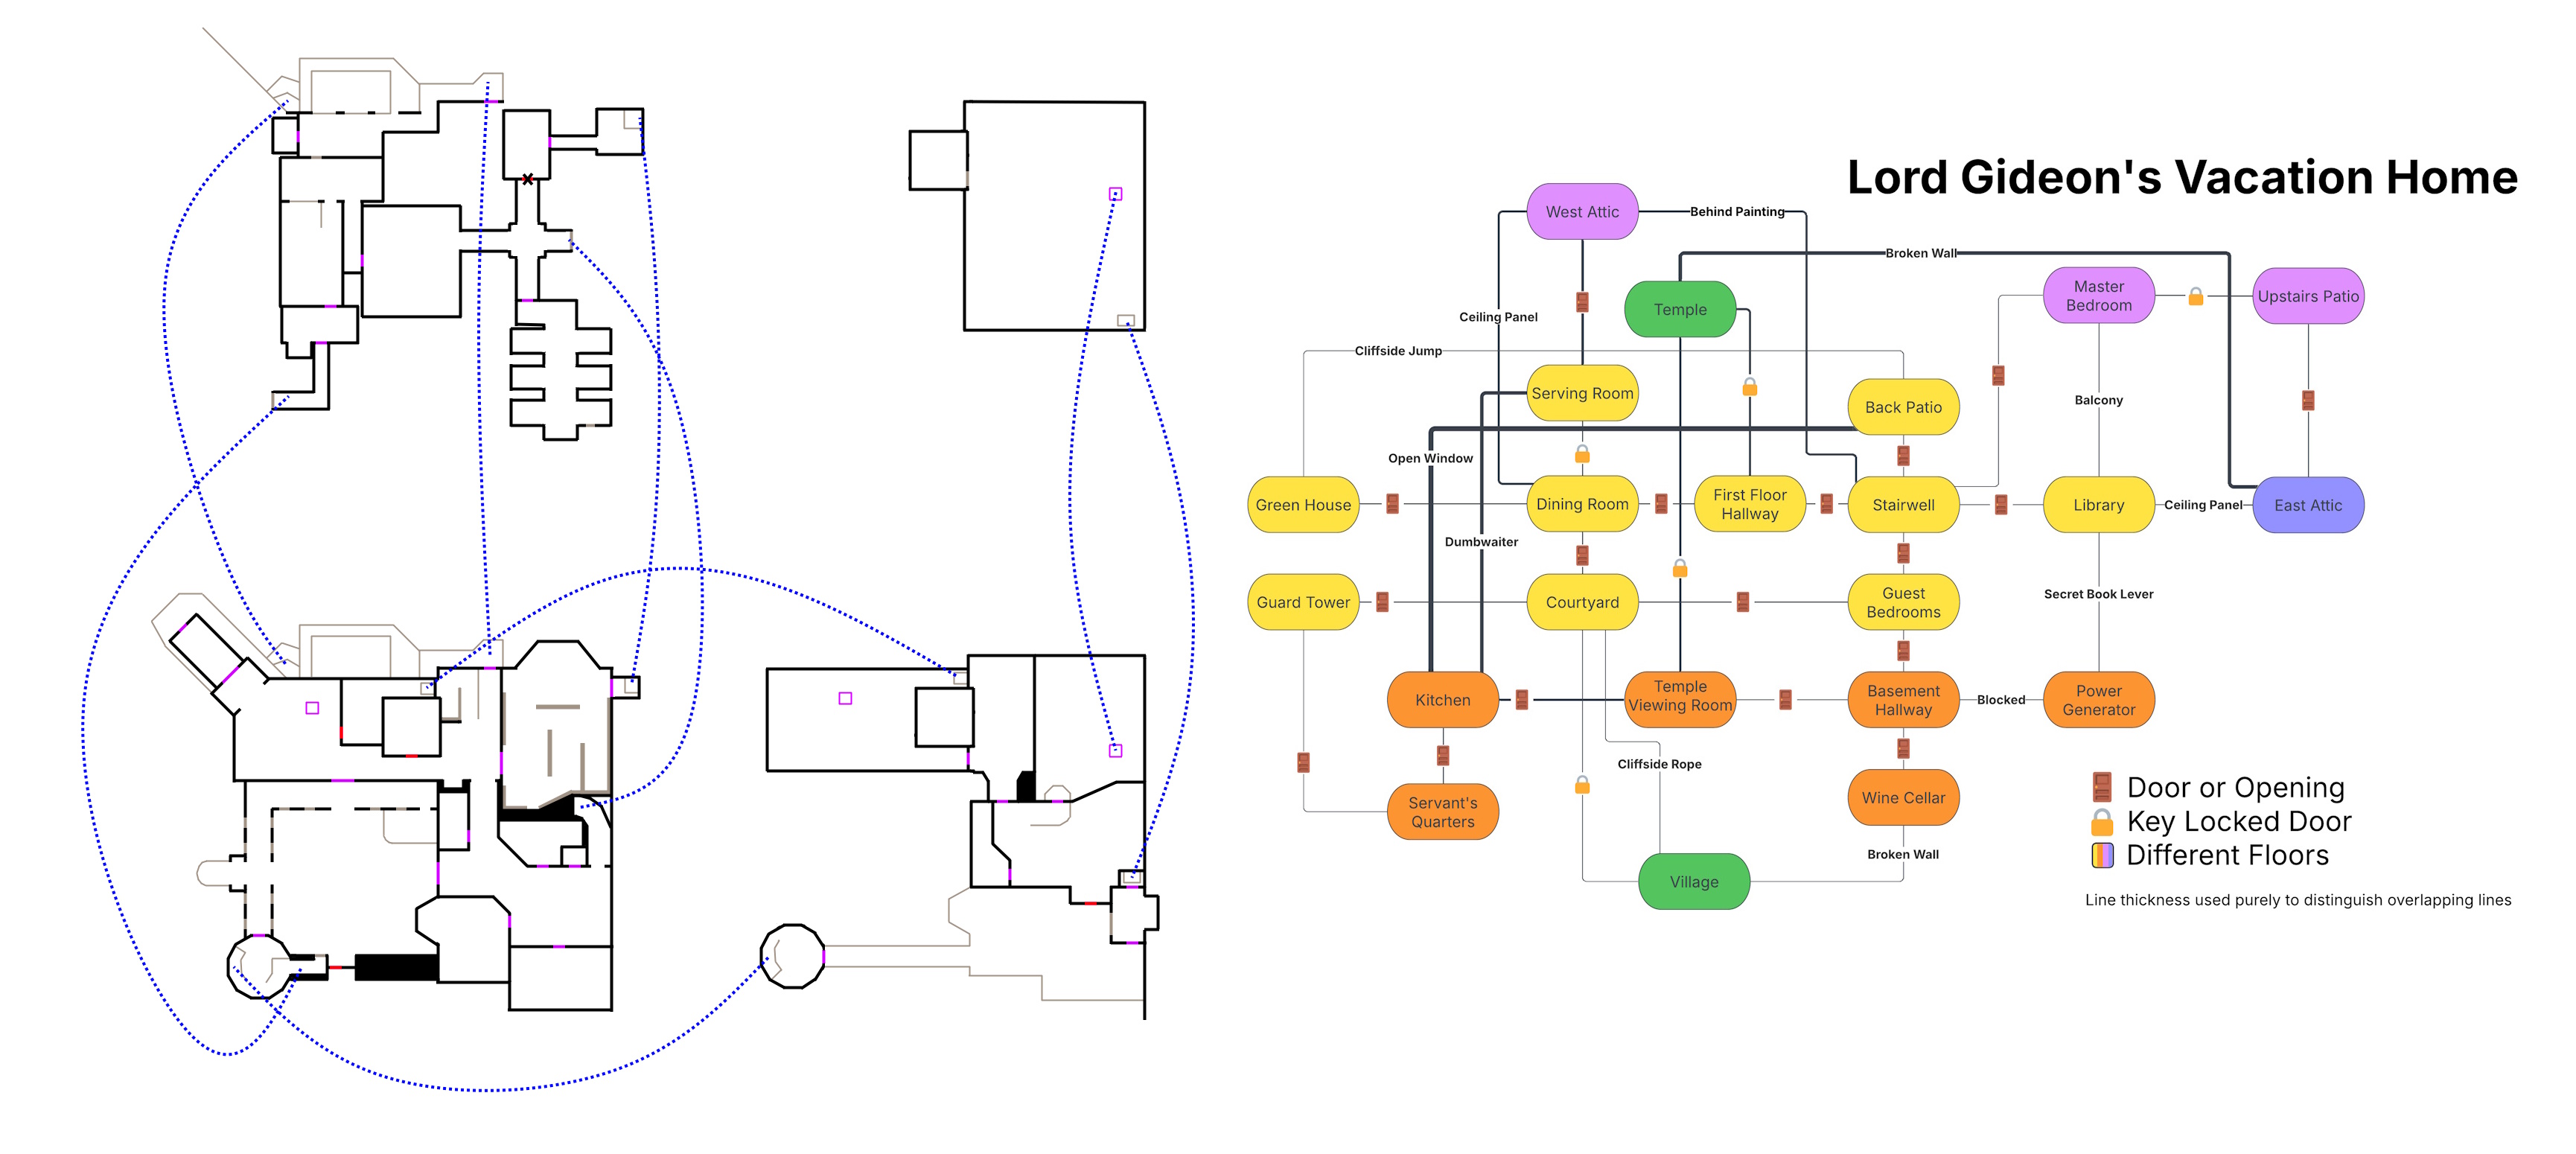 Lord Gideon's Vacation Home
West Attic
Behind Painting
Broken Wall
Master
Bedroom
Upstairs Patio
Temple
Ceiling Panel
Cliffside Jump
Serving Room
Back Patio
Balcony
Open Window
Green House
Dining Room
First Floor
Hallway
Stairwell
Library
Ceiling Panel
East Attic
Dumbwaiter
Guard Tower
Courtyard
Guest
Bedrooms
Secret Book Lever
Kitchen
Temple
Viewing Room
Basement
Hallway
Blocked
Power
Generator
Cliffside Rope
Servant's
Quarters
Wine Cellar
Door or Opening
Key Locked Door
Different Floors
Broken Wall
Village
Line thickness used purely to distinguish overlapping lines